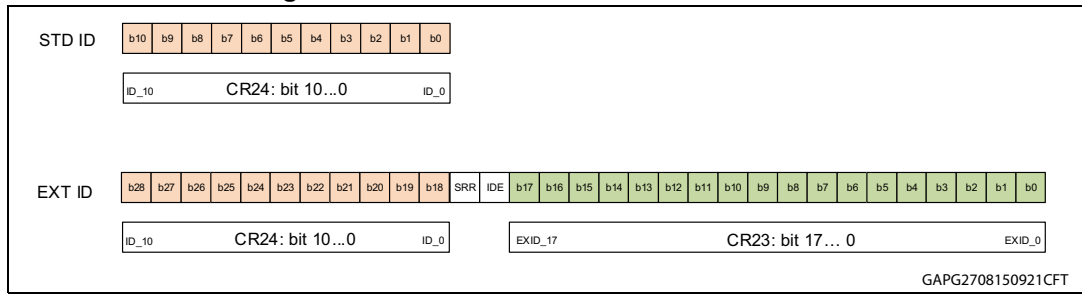 STD ID b10 b9 b8 b7 b6 b5 b4 b3 b2 b1 b0
ID_10 CR24: bit 10...0 ID_0
EXT ID b28 b27 b26 b25 b24 b23 b22 b21 b20 b19 b18 SRR IDE b17 b16 b15 b14 b13 b12 b11 b10 b9 b8 b7 b6 b5 b4 b3 b2 b1 b0
ID_10 CR24: bit 10...0 ID_0 EXID_17 CR23: bit 17... 0 EXID_0
GAPG2708150921CFT